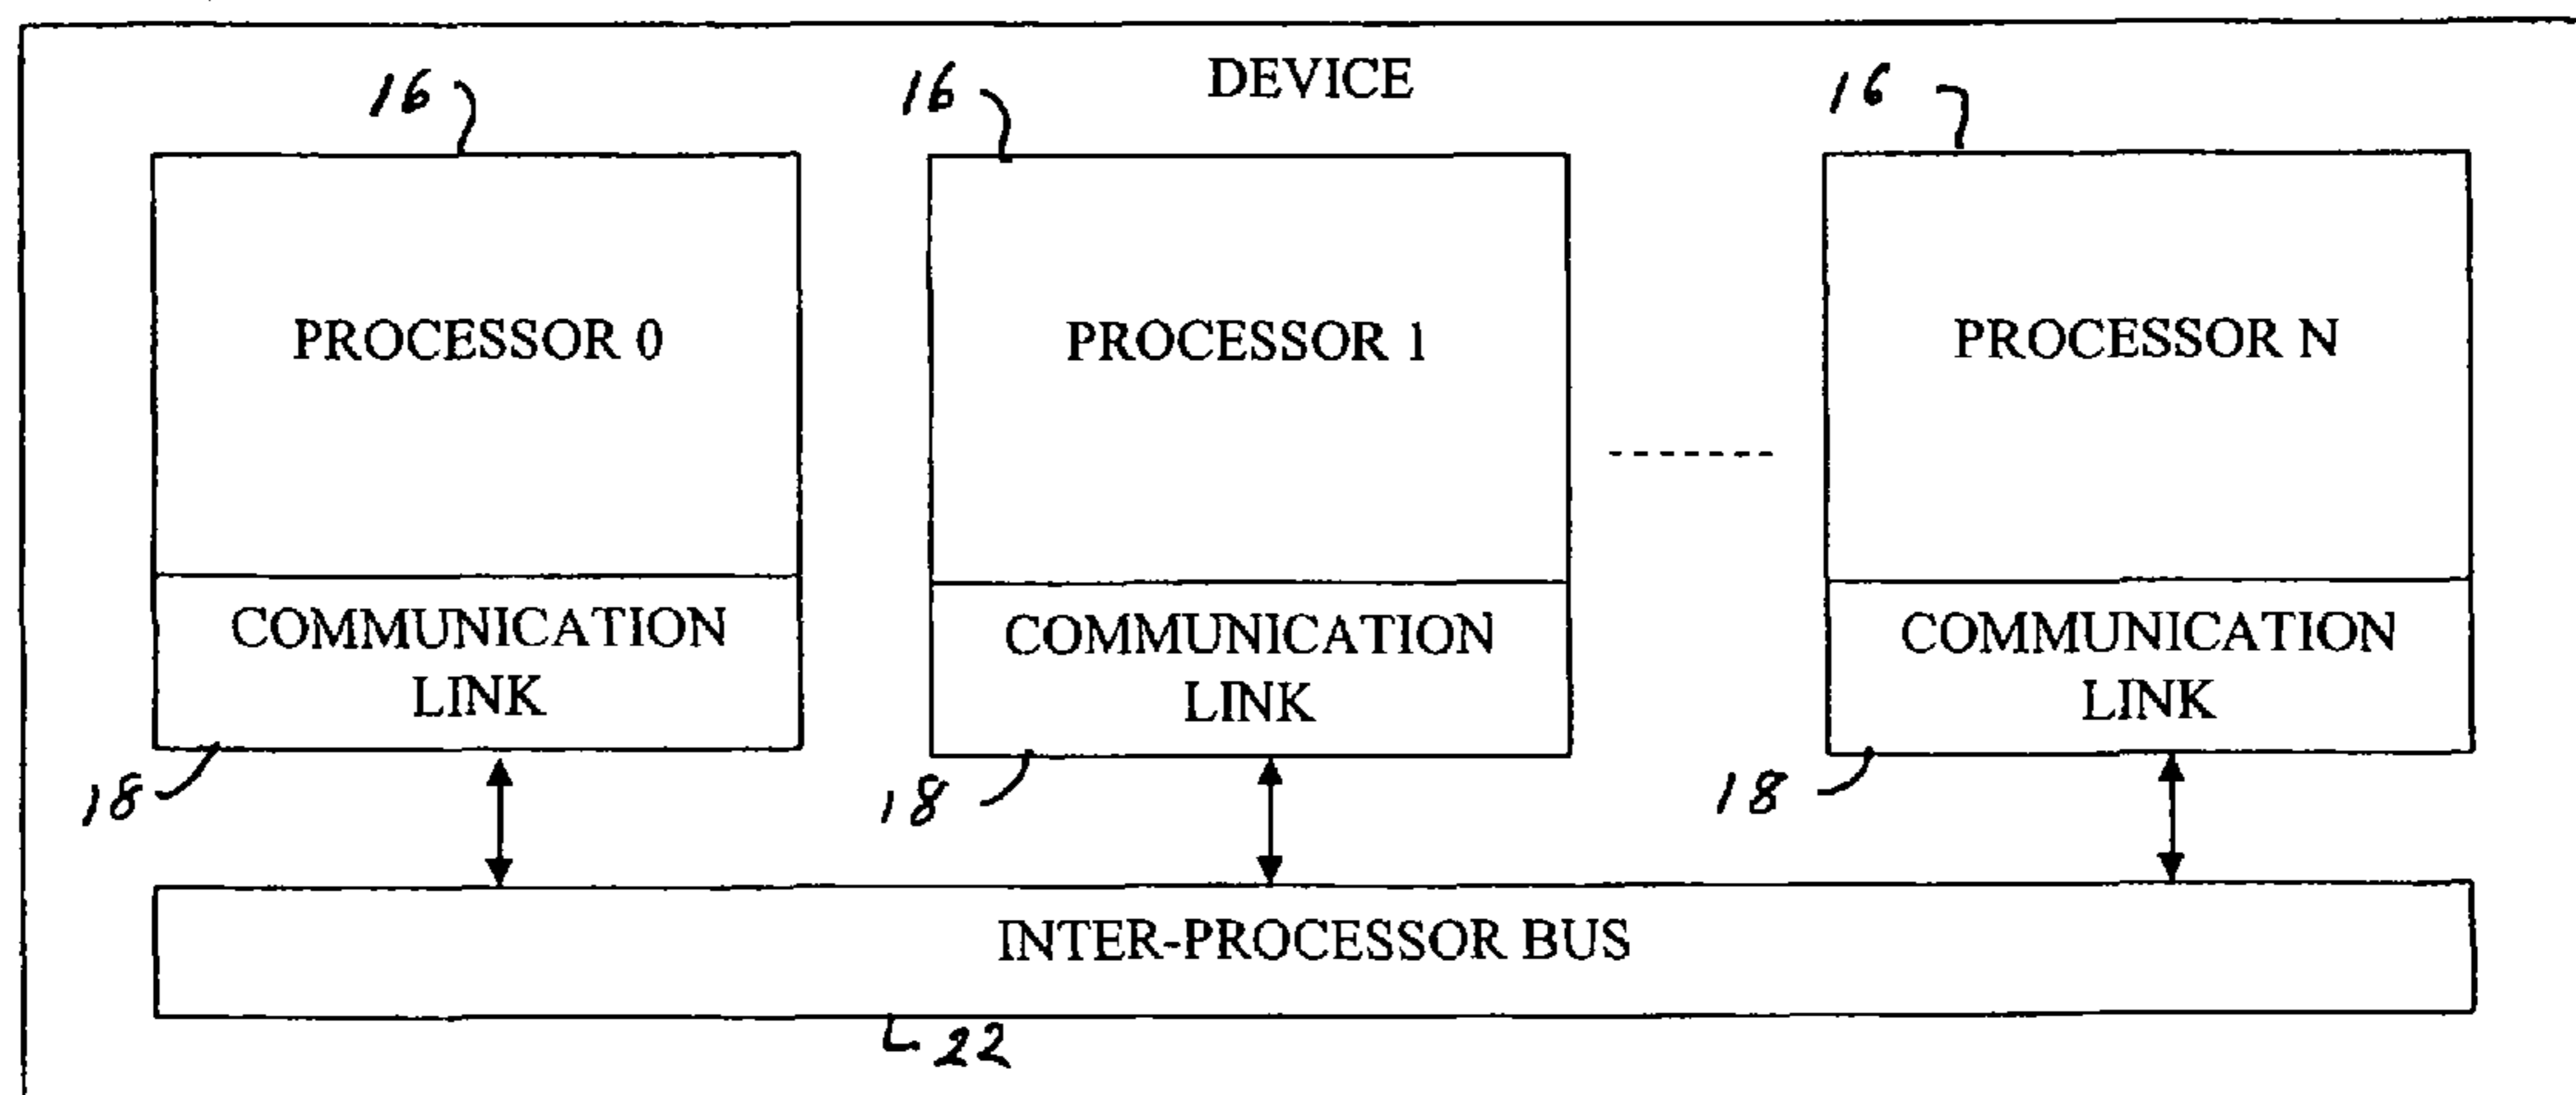 DEVICE
16 16 16
PROCESSOR 0 PROCESSOR 1 PROCESSOR N
COMMUNICATION LINK
COMMUNICATION LINK
COMMUNICATION LINK
18 18 18
INTER-PROCESSOR BUS
22